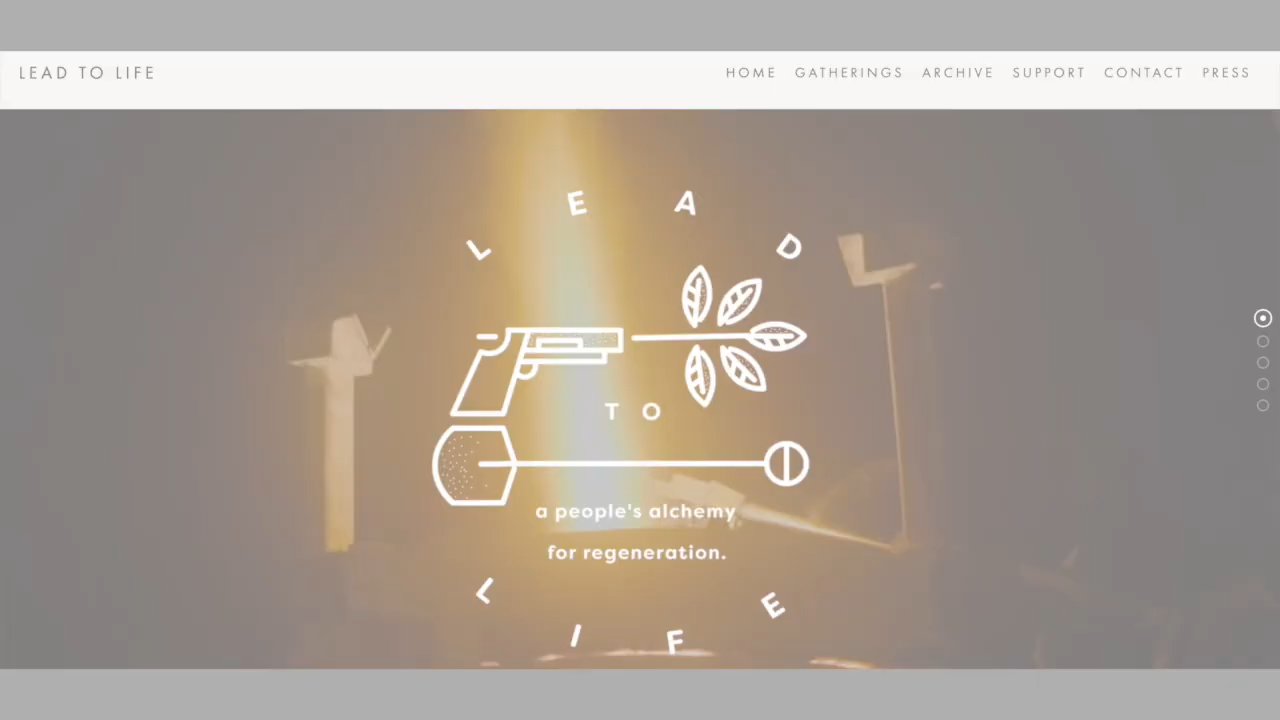 LEAD TO LIFE
HOME GATHERINGS ARCHIVE SUPPORT CONTACT PRESS
LEAD
TO
a people's alchemy
for regeneration.
LIFE